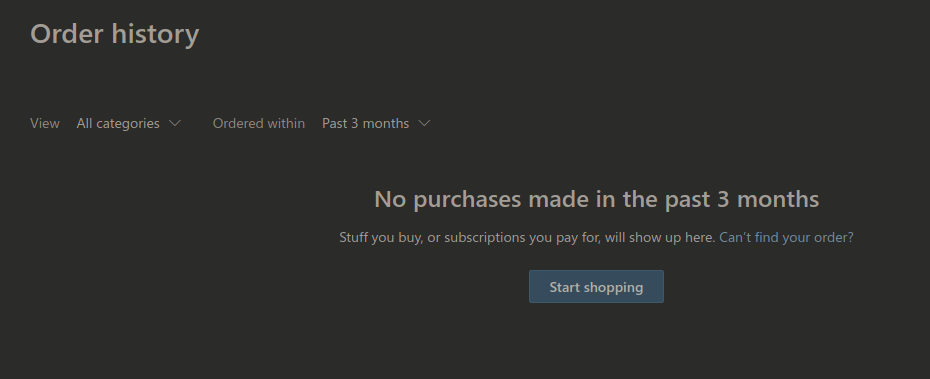 Order history
View All categories Ordered within Past 3 months
No purchases made in the past 3 months
Stuff you buy, or subscriptions you pay for, will show up here. Can't find your order?
Start shopping